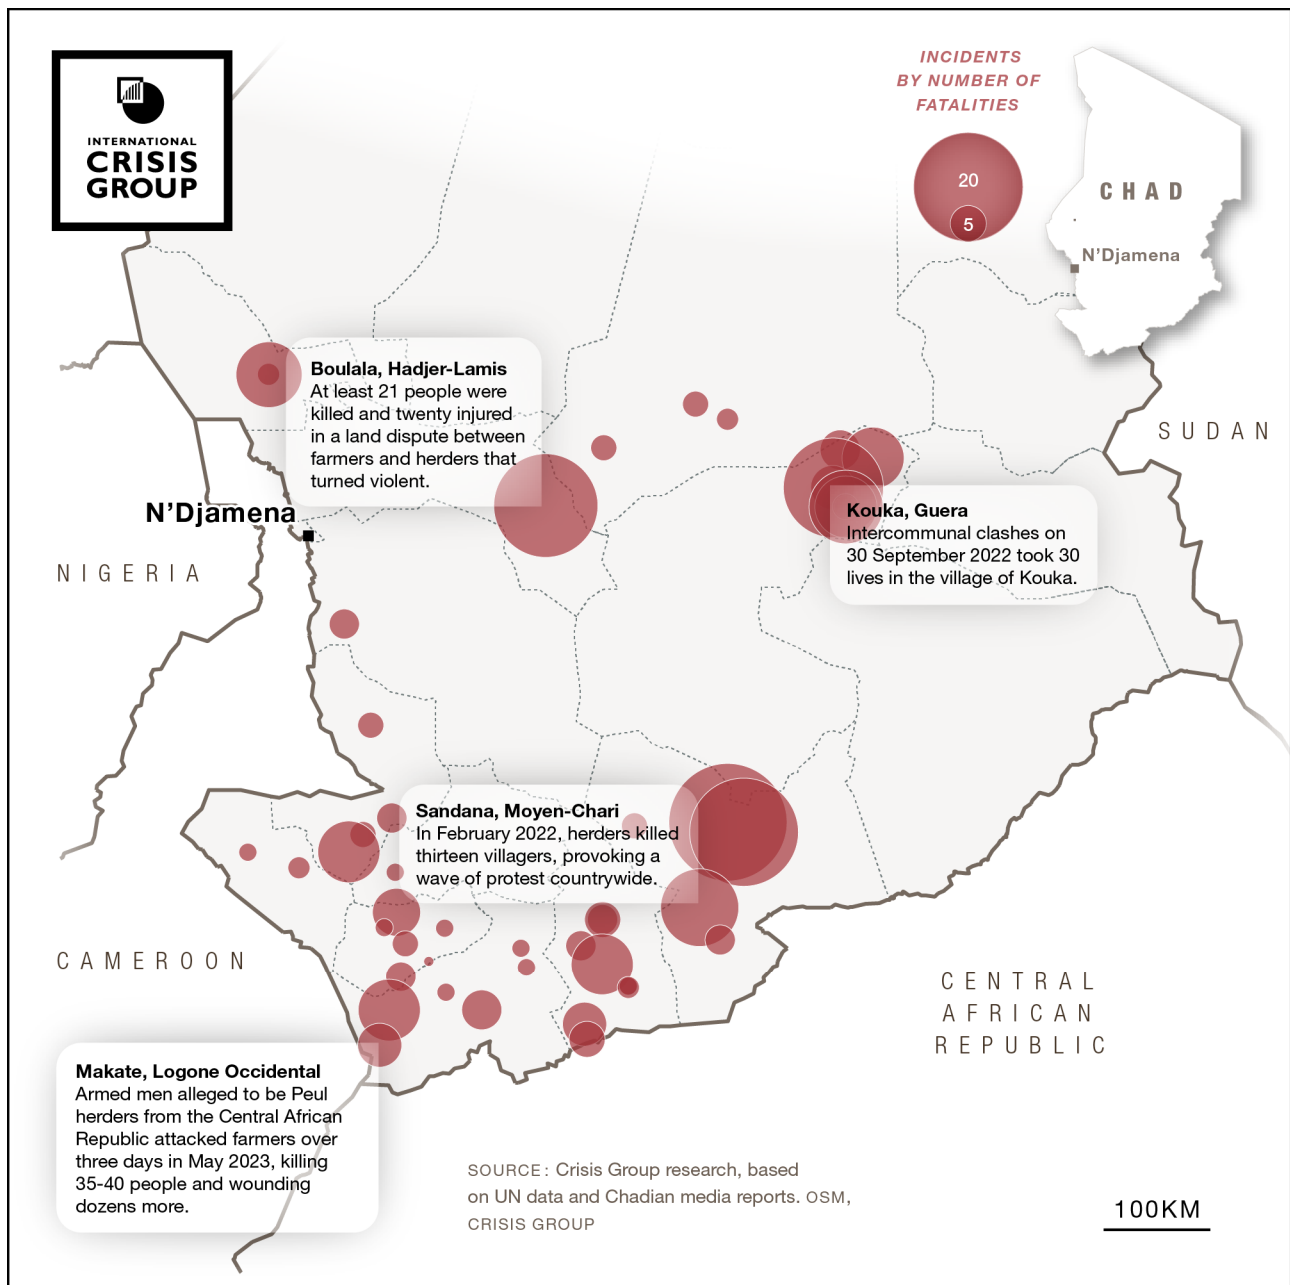 INTERNATIONAL
CRISIS
GROUP
INCIDENTS
BY NUMBER OF
FATALITIES
20
5
CHAD
N’Djamena
SUDAN
Boulala, Hadjer-Lamis
At least 21 people were
killed and twenty injured
in a land dispute between
farmers and herders that
turned violent.
N’Djamena
NIGERIA
Kouka, Guera
Intercommunal clashes on
30 September 2022 took 30
lives in the village of Kouka.
Sandana, Moyen-Chari
In February 2022, herders killed
thirteen villagers, provoking a
wave of protest countrywide.
CAMEROON
CENTRAL
AFRICAN
REPUBLIC
Makate, Logone Occidental
Armed men alleged to be Peul
herders from the Central African
Republic attacked farmers over
three days in May 2023, killing
35-40 people and wounding
dozens more.
SOURCE: Crisis Group research, based
on UN data and Chadian media reports. OSM,
CRISIS GROUP
100KM